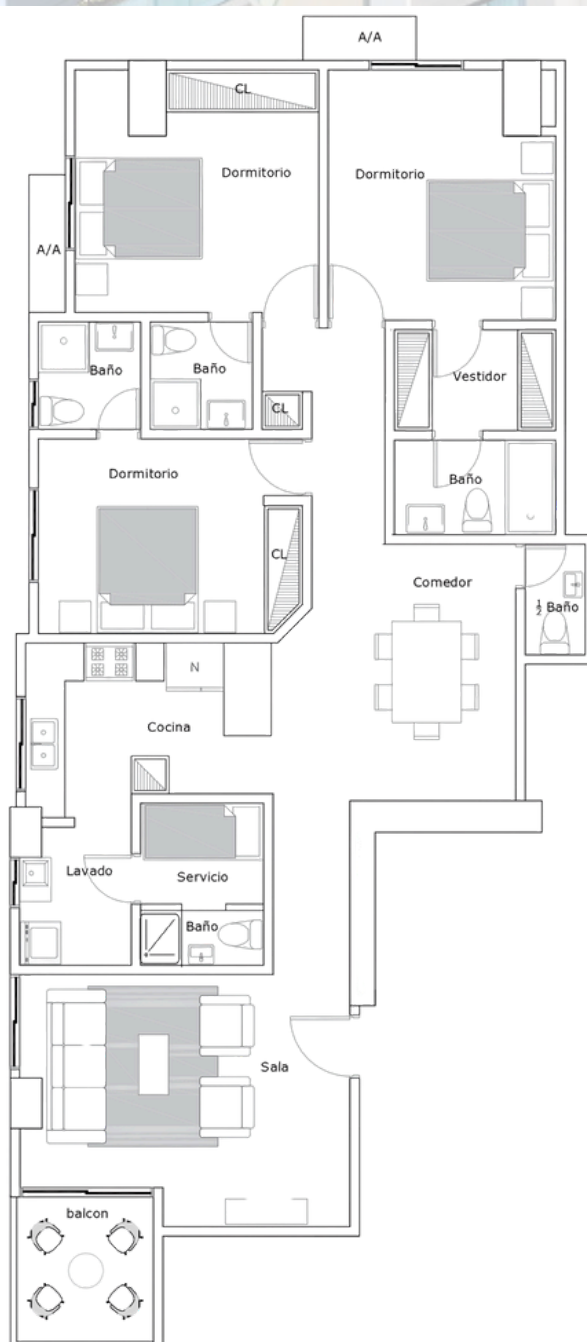 A/A
CL
Dormitorio
Dormitorio
A/A
Baño
Baño
Vestidor
CL
Dormitorio
Baño
CL
Comedor
½ Baño
N
Cocina
Lavado
Servicio
Baño
Sala
balcon